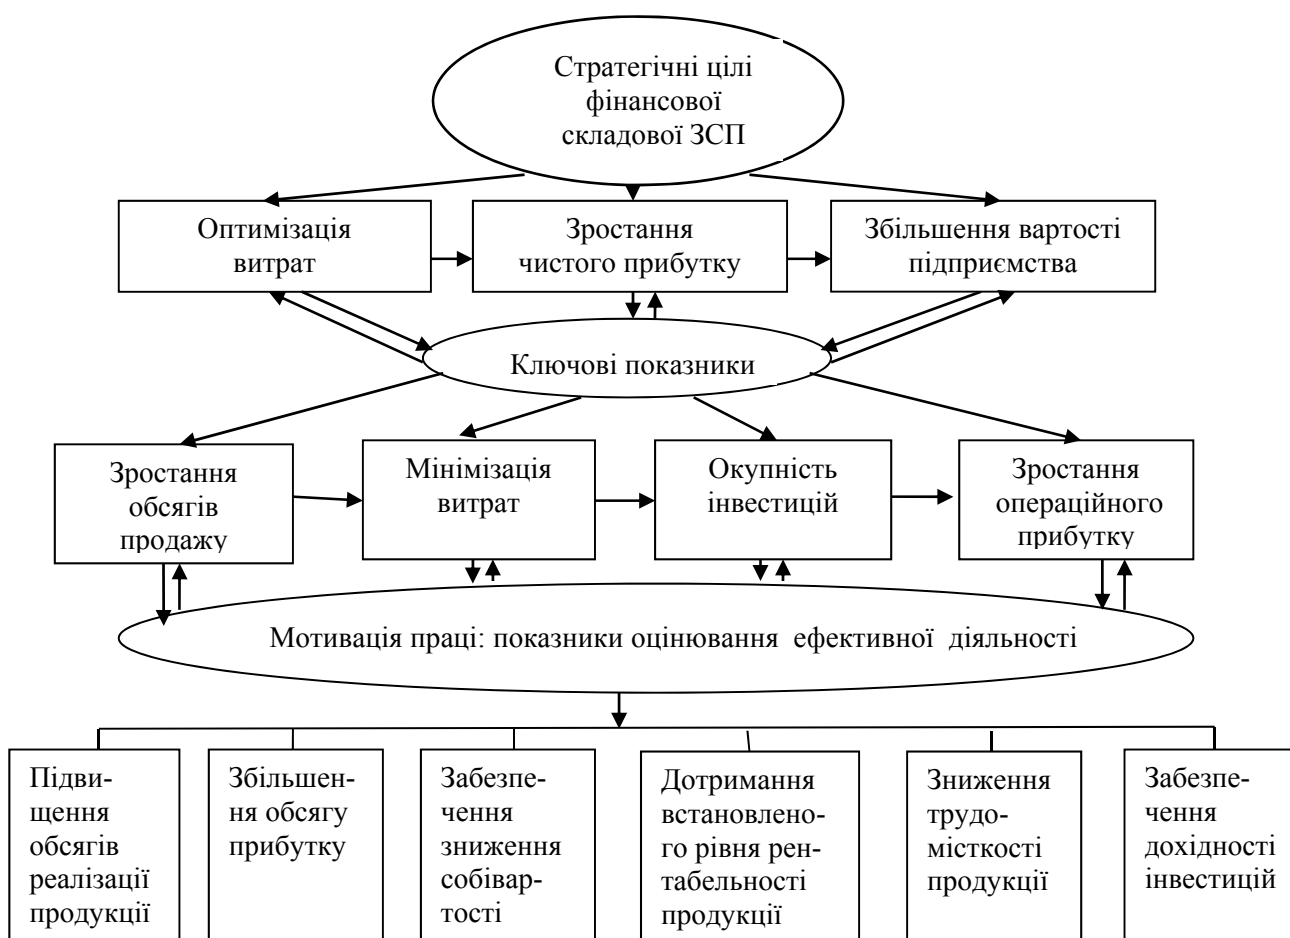 Стратегічні цілі
фінансової
складової ЗСП
Оптимізація
витрат
Зростання
чистого прибутку
Збільшення вартості
підприємства
Ключові показники
Зростання
обсягів
продажу
Мінімізація
витрат
Окупність
інвестицій
Зростання
операційного
прибутку
Мотивація праці: показники оцінювання ефективної діяльності
Підви-
щення
обсягів
реалізації
продукції
Збільшен-
ня обсягу
прибутку
Забезпе-
чення
зниження
собівар-
тості
Дотримання
встановлено-
го рівня рен-
табельності
продукції
Зниження
трудо-
місткості
продукції
Забезпе-
чення
дохідності
інвестицій